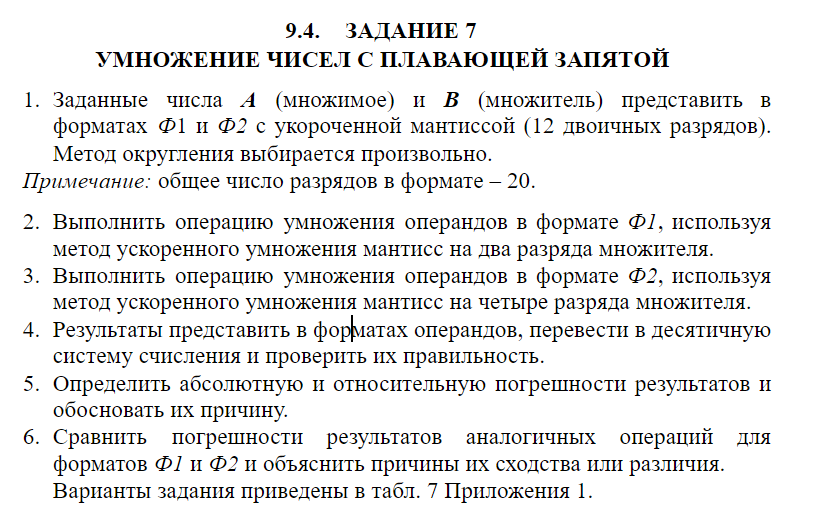 9.4. ЗАДАНИЕ 7
УМНОЖЕНИЕ ЧИСЕЛ С ПЛАВАЮЩЕЙ ЗАПЯТОЙ
1. Заданные числа А (множимое) и В (множитель) представить в
форматах Ф1 и Ф2 с укороченной мантиссой (12 двоичных разрядов).
Метод округления выбирается произвольно.
Примечание: общее число разрядов в формате – 20.
2. Выполнить операцию умножения операндов в формате Ф1, используя
метод ускоренного умножения мантисс на два разряда множителя.
3. Выполнить операцию умножения операндов в формате Ф2, используя
метод ускоренного умножения мантисс на четыре разряда множителя.
4. Результаты представить в форматах операндов, перевести в десятичную
систему счисления и проверить их правильность.
5. Определить абсолютную и относительную погрешности результатов и
обосновать их причину.
6. Сравнить погрешности результатов аналогичных операций для
форматов Ф1 и Ф2 и объяснить причины их сходства или различия.
Варианты задания приведены в табл. 7 Приложения 1.